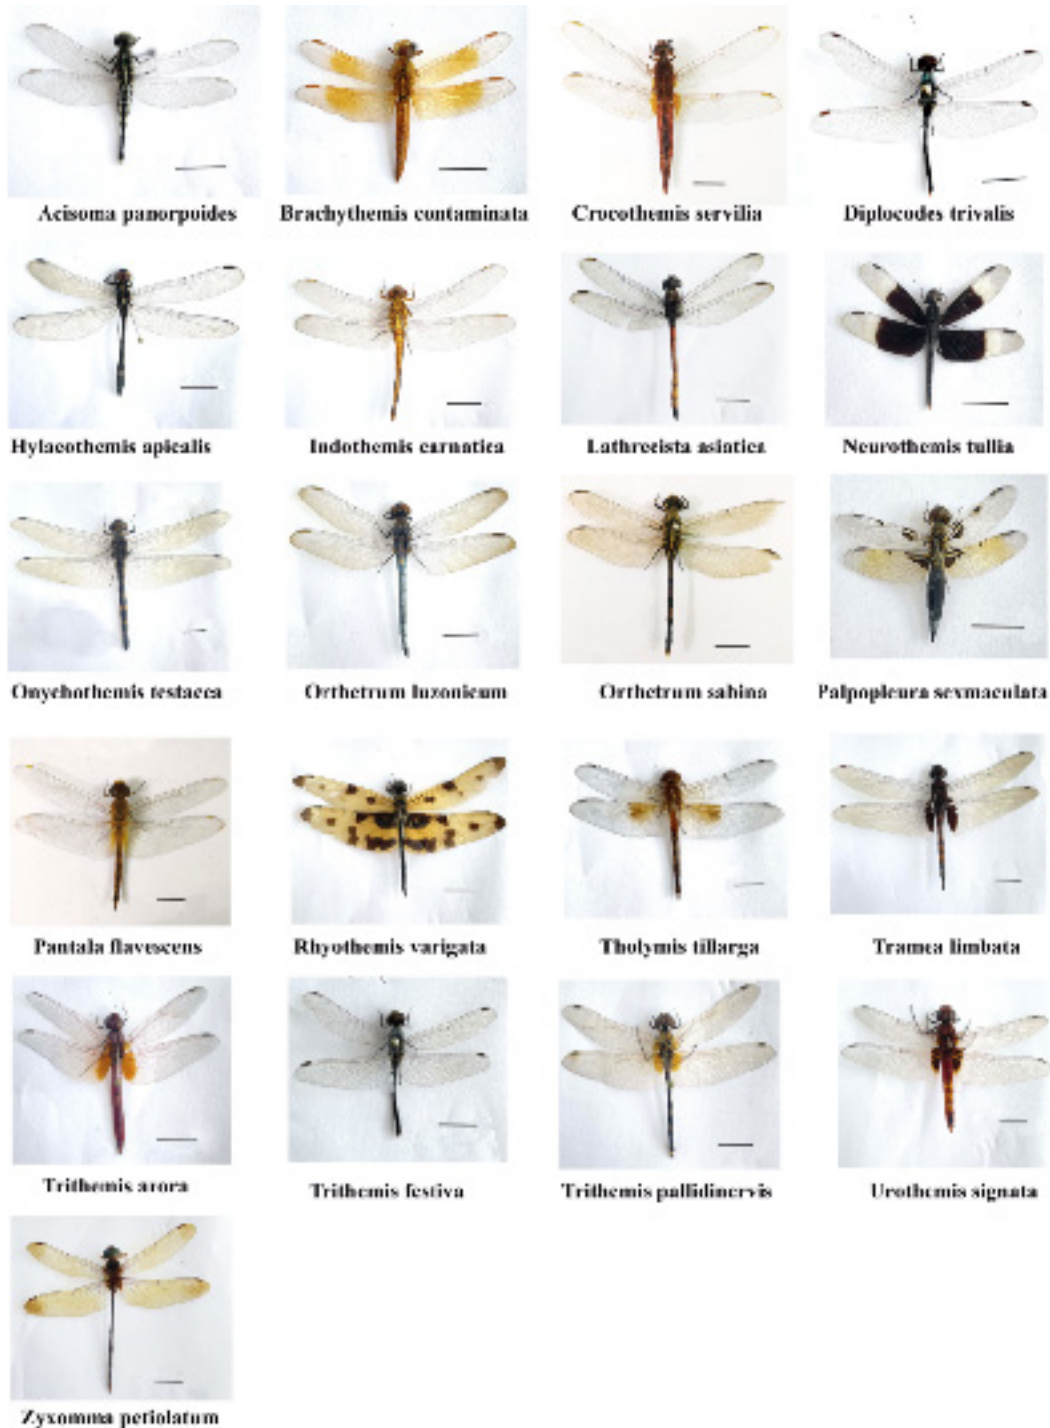 Acisoma panorpoides
Brachythemis contaminata
Crocothemis servilia
Diplocodes trivalis
Hylaeothemis apicalis
Indothemis carnatica
Lathrecista asiatica
Neurothemis tullia
Onychothemis testacea
Orthetrum luzonicum
Orthetrum sabina
Palpopleura sexmaculata
Pantala flavescens
Rhyothemis varigata
Tholymis tillarga
Tramea limbata
Trithemis arora
Trithemis festiva
Trithemis pallidinervis
Urothemis signata
Zyxomma petiolatum